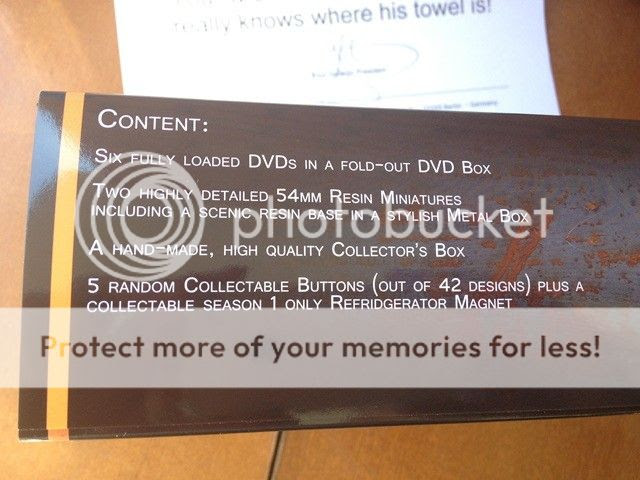 really knows where his towel is!
CONTENT:
SIX FULLY LOADED DVDS IN A FOLD-OUT DVD BOX
TWO HIGHLY DETAILED 54MM RESIN MINIATURES
INCLUDING A SCENIC RESIN BASE IN A STYLISH METAL BOX
A HAND-MADE, HIGH QUALITY COLLECTOR'S BOX
5 RANDOM COLLECTABLE BUTTONS (OUT OF 42 DESIGNS) PLUS A
COLLECTABLE SEASON 1 ONLY REFRIDGERATOR MAGNET
photobucket
Protect more of your memories for less!